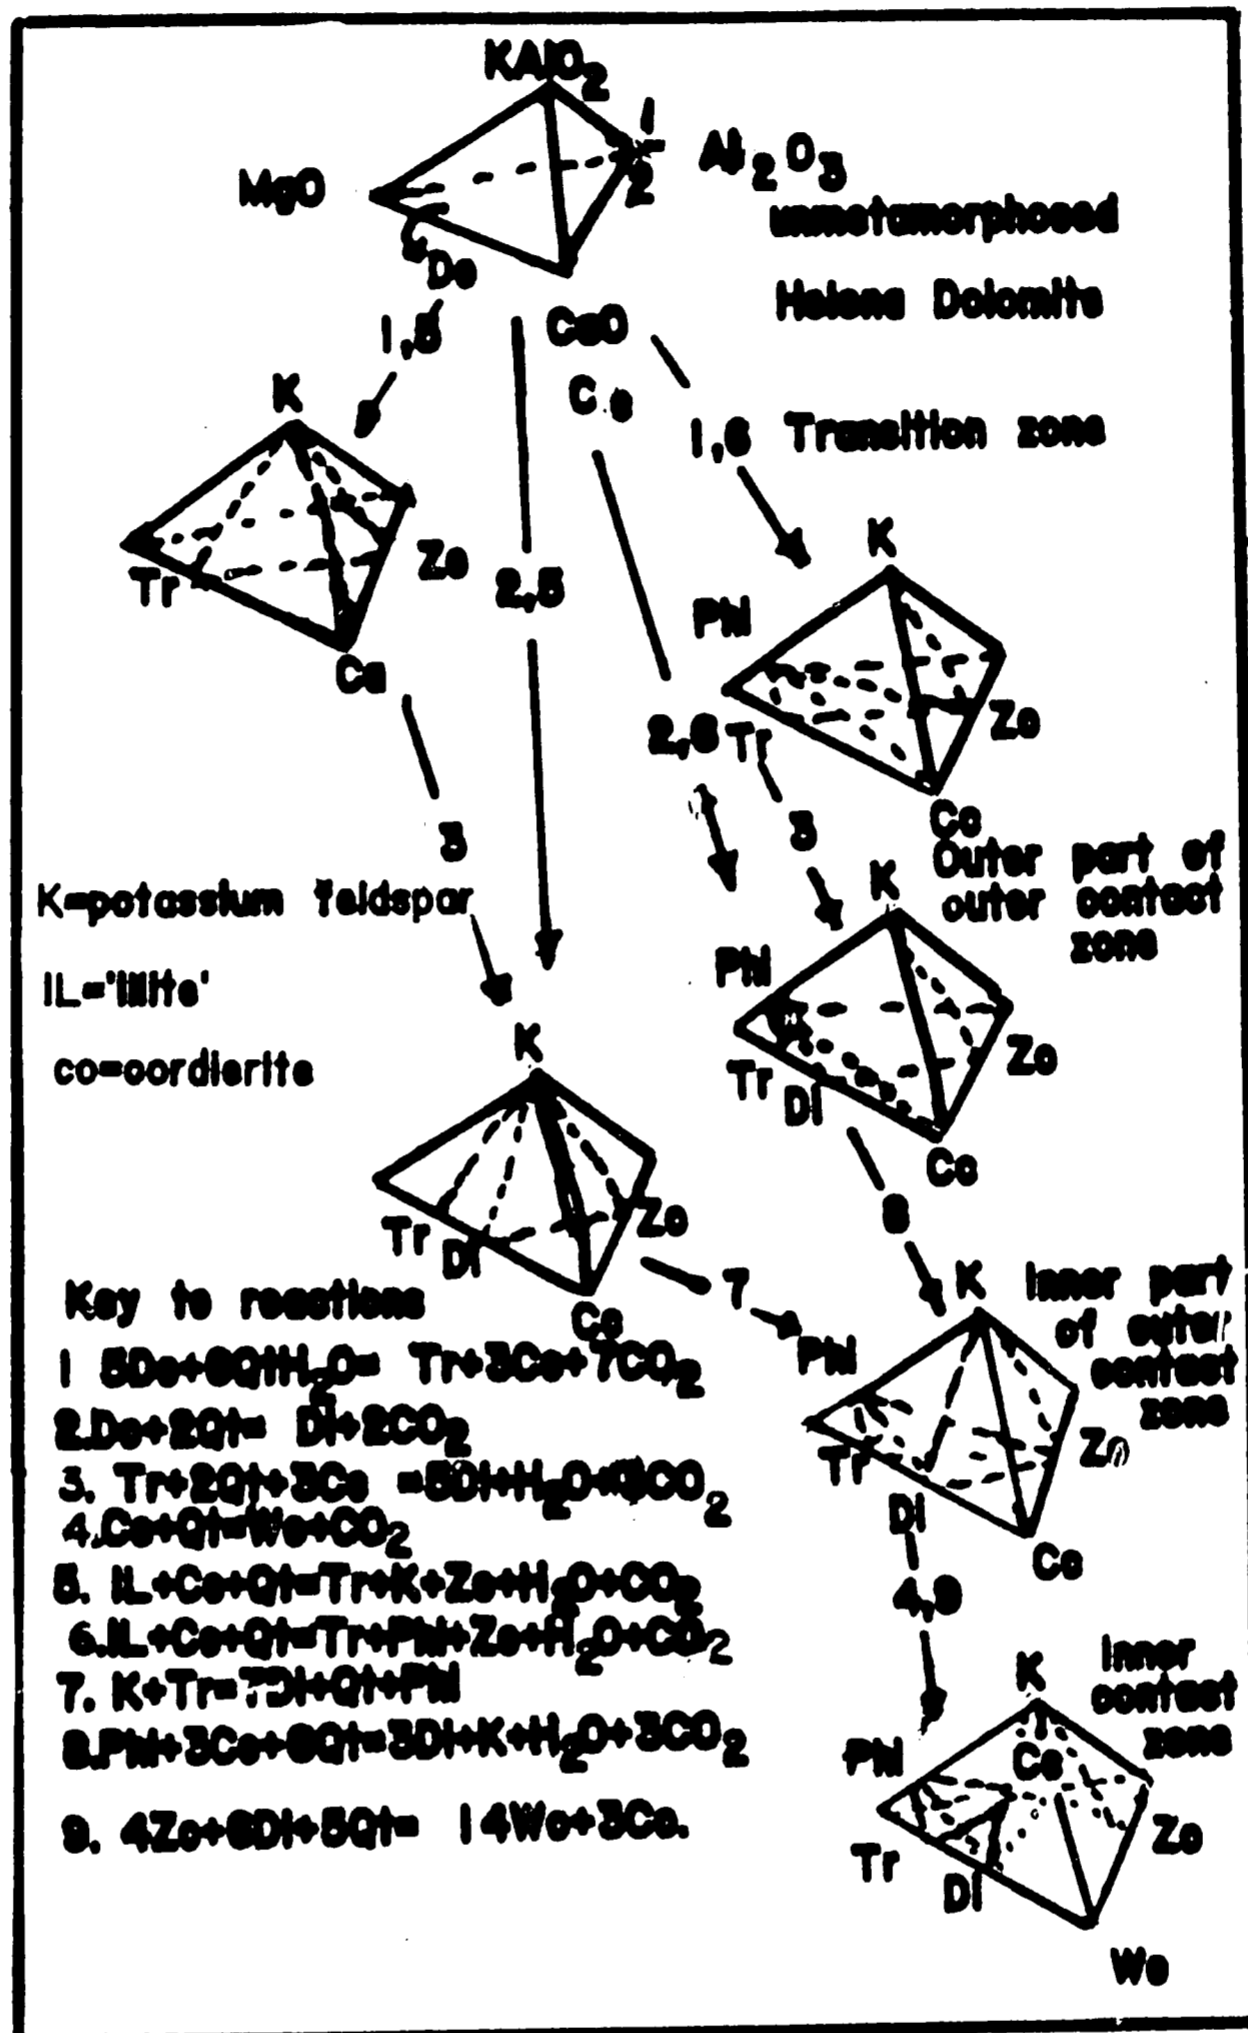 KAlO2
1
Al2O3
2
MgO
unmetamorphosed
Do
Helena Dolomite
1,5
CaO
Cc
K
1,6 Transition zone
K
Zo
2,5
Tr
Phl
Cc
Zo
2,6
Tr
3
Cc
3
Outer part of
outer contact
zone
K
K=potassium feldspar
Phl
IL='illite'
Zo
K
co=cordierite
Tr
Di
Cc
Zo
Tr
Di
8
Key to reactions
Cc
7
K
Inner part
of outer
contact
zone
Phl
1 5Do+8Qt+H2O= Tr+3Cc+7CO2
2.Do+2Qt= Di+2CO2
Zo
Tr
3. Tr+2Qt+3Cc =5Di+H2O+3CO2
Di
4.Cc+Qt=Wo+CO2
Cc
5. IL+Cc+Qt=Tr+K+Zo+H2O+CO2
4,9
6.IL+Cc+Qt=Tr+Phl+Zo+H2O+CO2
K
Inner
contact
zone
7. K+Tr= Di+Qt+Phl
8.Phl+3Cc+6Qt=3Di+K+H2O+3CO2
Phl
Co
9. 4Zo+6Di+5Qt= 14Wo+3Co.
Zo
Tr
Di
Wo